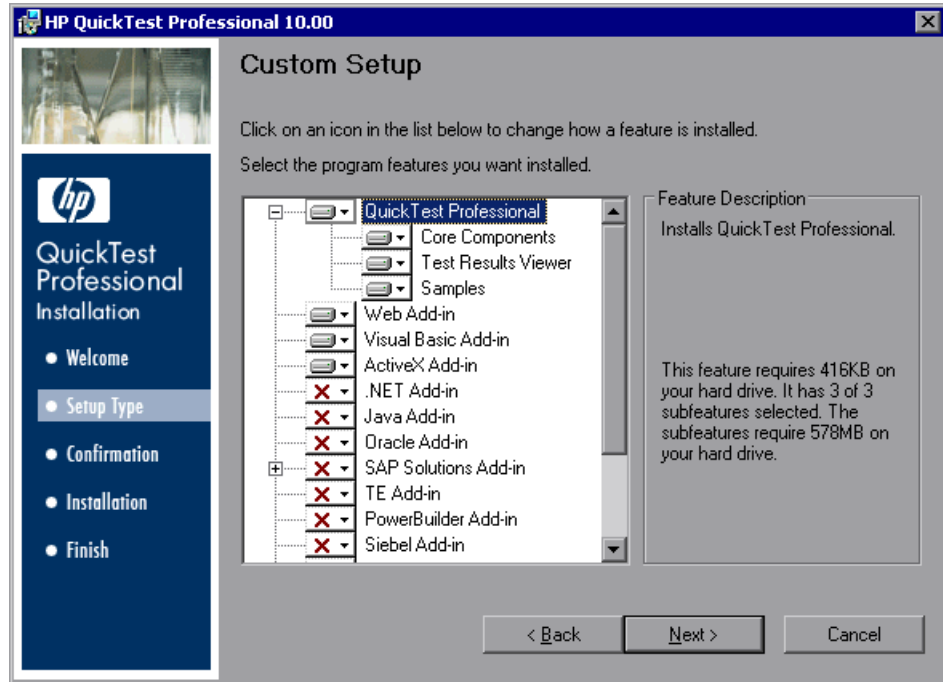 HP QuickTest Professional 10.00
hp
QuickTest
Professional
Installation
Welcome
Setup Type
Confirmation
Installation
Finish
Custom Setup
Click on an icon in the list below to change how a feature is installed.
Select the program features you want installed.
QuickTest Professional
Core Components
Test Results Viewer
Samples
Web Add-in
Visual Basic Add-in
ActiveX Add-in
.NET Add-in
Java Add-in
Oracle Add-in
SAP Solutions Add-in
TE Add-in
PowerBuilder Add-in
Siebel Add-in
Feature Description
Installs QuickTest Professional.
This feature requires 416KB on
your hard drive. It has 3 of 3
subfeatures selected. The
subfeatures require 578MB on
your hard drive.
< Back
Next >
Cancel